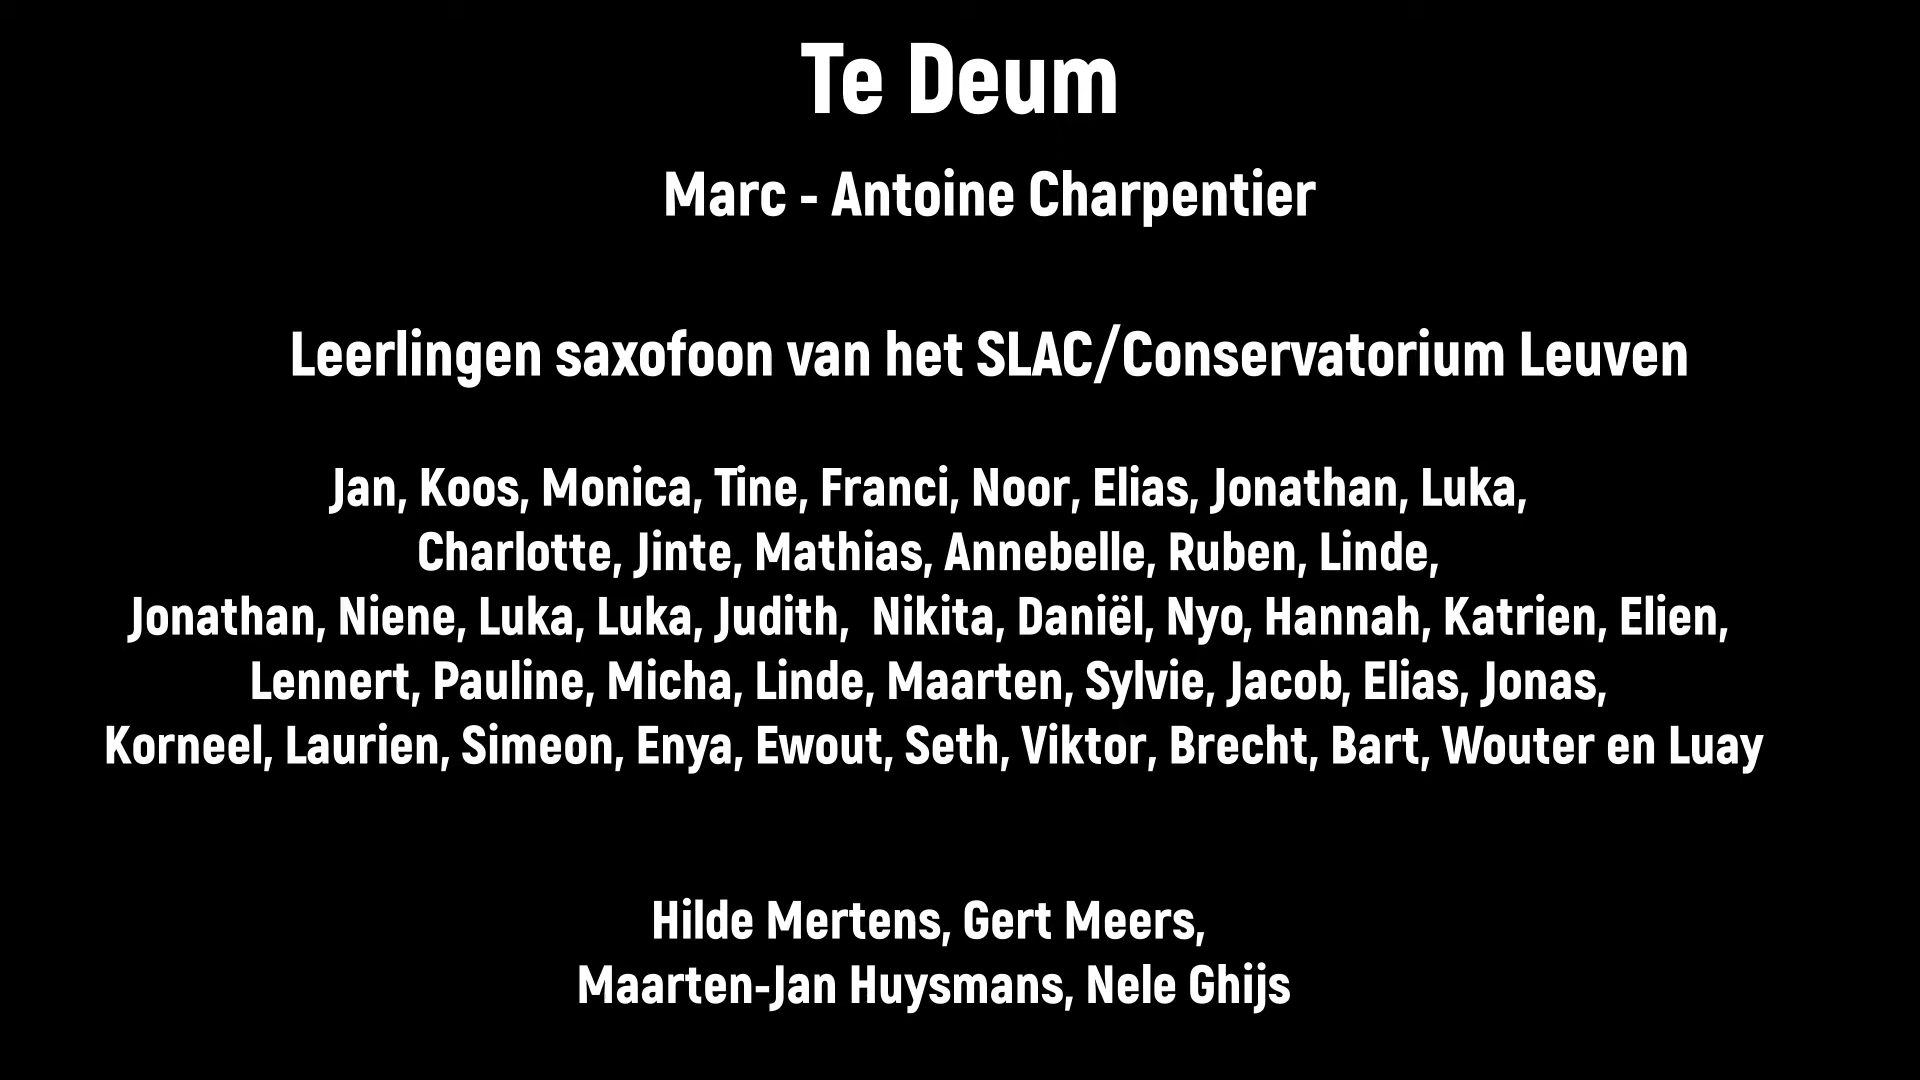 Te Deum
Marc - Antoine Charpentier
Leerlingen saxofoon van het SLAC/Conservatorium Leuven
Jan, Koos, Monica, Tine, Franci, Noor, Elias, Jonathan, Luka,
Charlotte, Jinte, Mathias, Annebelle, Ruben, Linde,
Jonathan, Niene, Luka, Luka, Judith,  Nikita, Daniël, Nyo, Hannah, Katrien, Elien,
Lennert, Pauline, Micha, Linde, Maarten, Sylvie, Jacob, Elias, Jonas,
Korneel, Laurien, Simeon, Enya, Ewout, Seth, Viktor, Brecht, Bart, Wouter en Luay
Hilde Mertens, Gert Meers,
Maarten-Jan Huysmans, Nele Ghijs